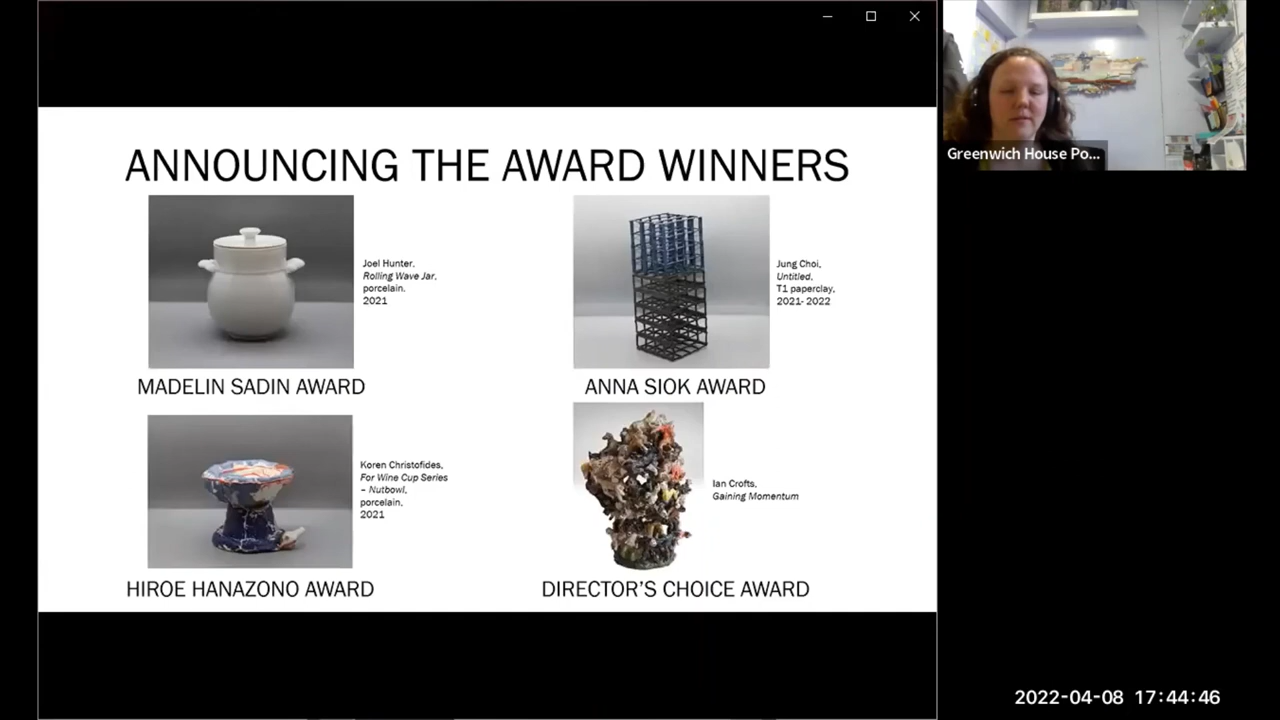 ANNOUNCING THE AWARD WINNERS
Joel Hunter,
Rolling Wave Jar,
porcelain.
2021
MADELIN SADIN AWARD
Jung Choi,
Untitled,
T1 paperclay,
2021- 2022
ANNA SIOK AWARD
Koren Christofides,
For Wine Cup Series
– Nutbowl,
porcelain,
2021
HIROE HANAZONO AWARD
Ian Crofts,
Gaining Momentum
DIRECTOR'S CHOICE AWARD
Greenwich House Po...
2022-04-08 17:44:46